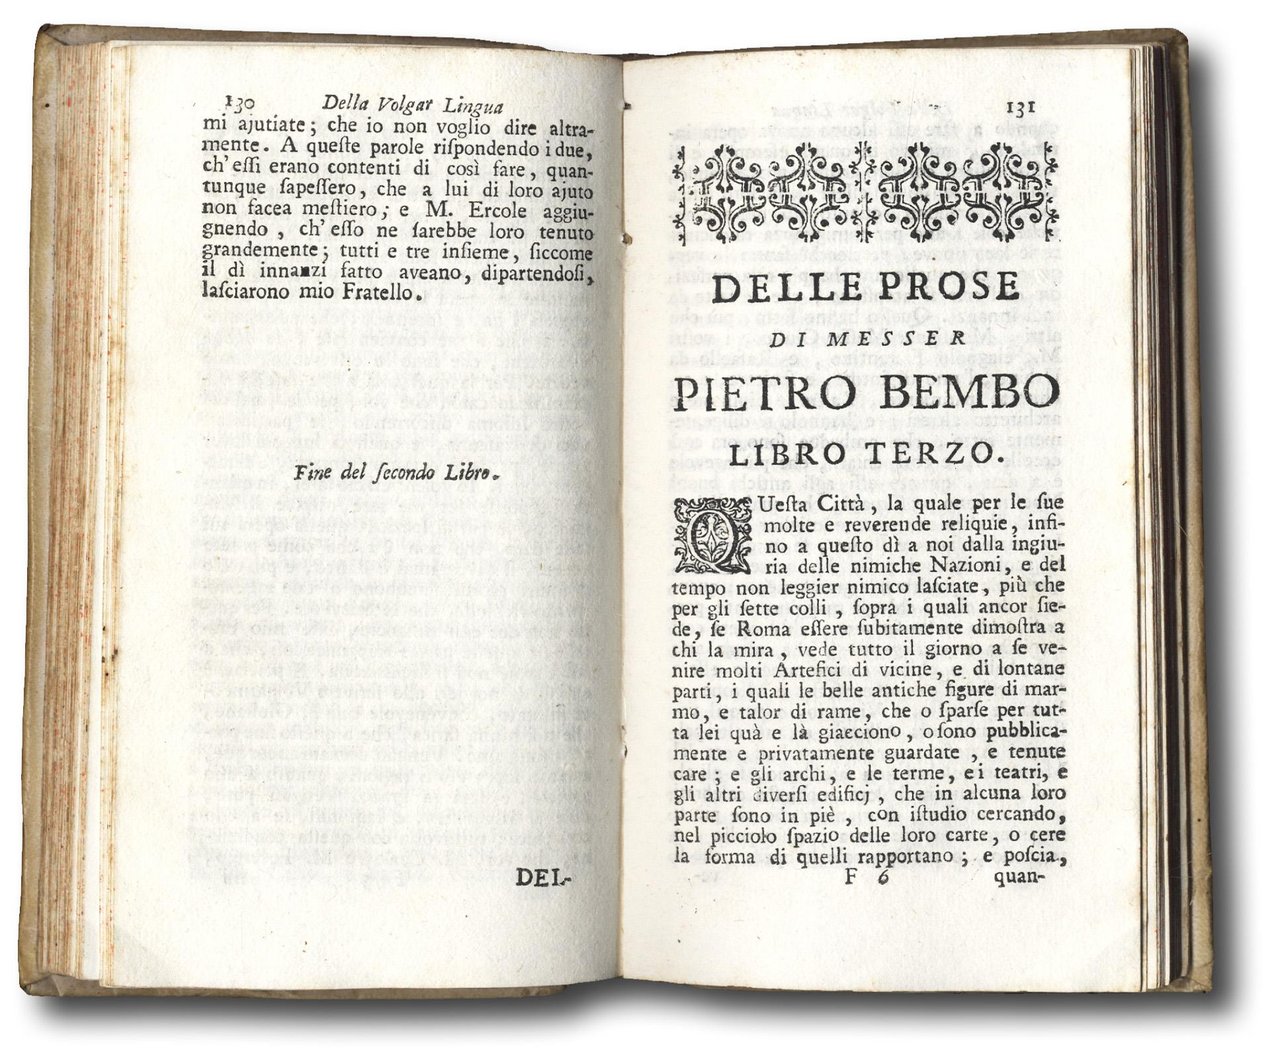 130 Della Volgar Lingua
mi ajutiate; che io non voglio dire altra-
mente. A queſte parole riſpondendo i due,
ch'eſſi erano contenti di così fare, quan-
tunque ſapeſſero, che a lui di loro ajuto
non facea meſtiero; e M. Ercole aggiu-
gnendo, ch'eſſo ne ſarebbe loro tenuto
grandemente; tutti e tre inſieme, ſiccome
il dì innanzi fatto aveano, dipartendoſi,
laſciarono mio Fratello.
Fine del ſecondo Libro.
DEL-
131
DELLE PROSE
DI MESSER
PIETRO BEMBO
LIBRO TERZO.
QUeſta Città, la quale per le ſue
molte e reverende reliquie, infi-
no a queſto dì a noi dalla ingiu-
ria delle nimiche Nazioni, e del
tempo non leggier nimico laſciate, più che
per gli ſette colli, ſopra i quali ancor ſie-
de, ſe Roma eſſere ſubitamente dimoſtra a
chi la mira, vede tutto il giorno a ſe ve-
nire molti Artefici di vicine, e di lontane
parti, i quali le belle antiche figure di mar-
mo, e talor di rame, che o ſparſe per tut-
ta lei quà e là giacciono, o ſono pubblica-
mente e privatamente guardate, e tenute
care; e gli archi, e le terme, e i teatri, e
gli altri diverſi edificj, che in alcuna loro
parte ſono in piè, con iſtudio cercando,
nel picciolo ſpazio delle loro carte, o cere
la forma di quelli rapportano; e poſcia,
F 6 quan-